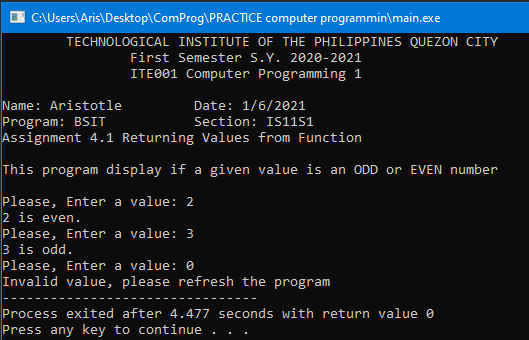 C:\Users\Aris\Desktop\ComProg\PRACTICE computer programmin\main.exe
TECHNOLOGICAL INSTITUTE OF THE PHILIPPINES QUEZON CITY
First Semester S.Y. 2020-2021
ITE001 Computer Programming 1
Name: Aristotle Date: 1/6/2021
Program: BSIT Section: IS11S1
Assignment 4.1 Returning Values from Function
This program display if a given value is an ODD or EVEN number
Please, Enter a value: 2
2 is even.
Please, Enter a value: 3
3 is odd.
Please, Enter a value: 0
Invalid value, please refresh the program
--------------------------------
Process exited after 4.477 seconds with return value 0
Press any key to continue . . .